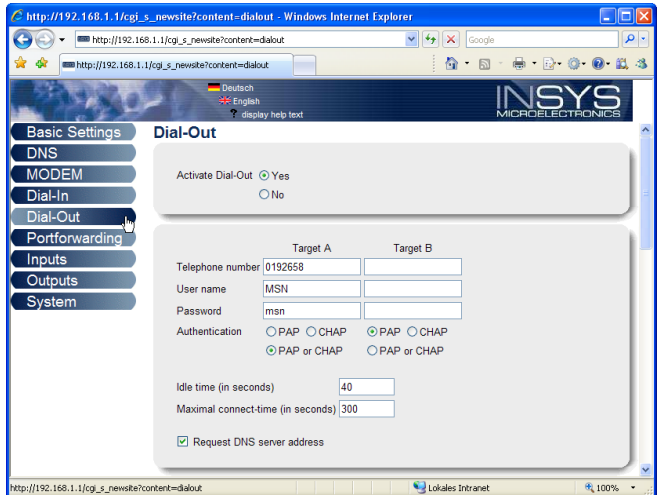 http://192.168.1.1/cgi_s_newsite?content=dialout - Windows Internet Explorer
http://192.168.1.1/cgi_s_newsite?content=dialout
Google
http://192.168.1.1/cgi_s_newsite?content=dialout
Deutsch
English
? display help text
INSYS
MICROELECTRONICS
Basic Settings
DNS
MODEM
Dial-In
Dial-Out
Portforwarding
Inputs
Outputs
System
Dial-Out
Activate Dial-Out Yes
No
Target A Target B
Telephone number 0192658
User name MSN
Password msn
Authentication PAP CHAP PAP CHAP
PAP or CHAP PAP or CHAP
Idle time (in seconds) 40
Maximal connect-time (in seconds) 300
Request DNS server address
http://192.168.1.1/cgi_s_newsite?content=dialout Lokales Intranet 100%